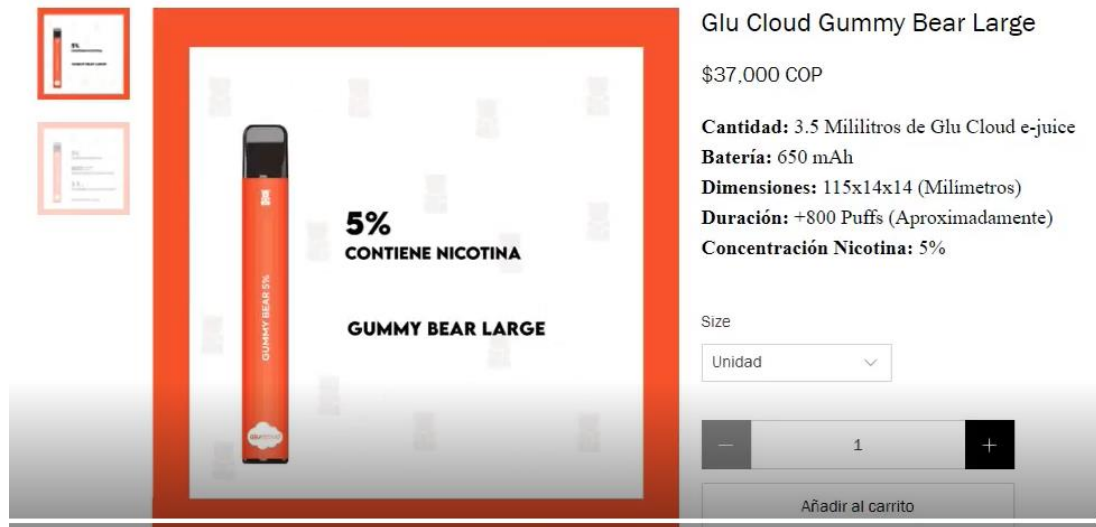 Glu Cloud Gummy Bear Large
$37,000 COP
Cantidad: 3.5 Mililitros de Glu Cloud e-juice
Batería: 650 mAh
Dimensiones: 115x14x14 (Milímetros)
Duración: +800 Puffs (Aproximadamente)
Concentración Nicotina: 5%
5%
CONTIENE NICOTINA
GUMMY BEAR LARGE
GUMMY BEAR 5%
Size
Unidad
1
Añadir al carrito